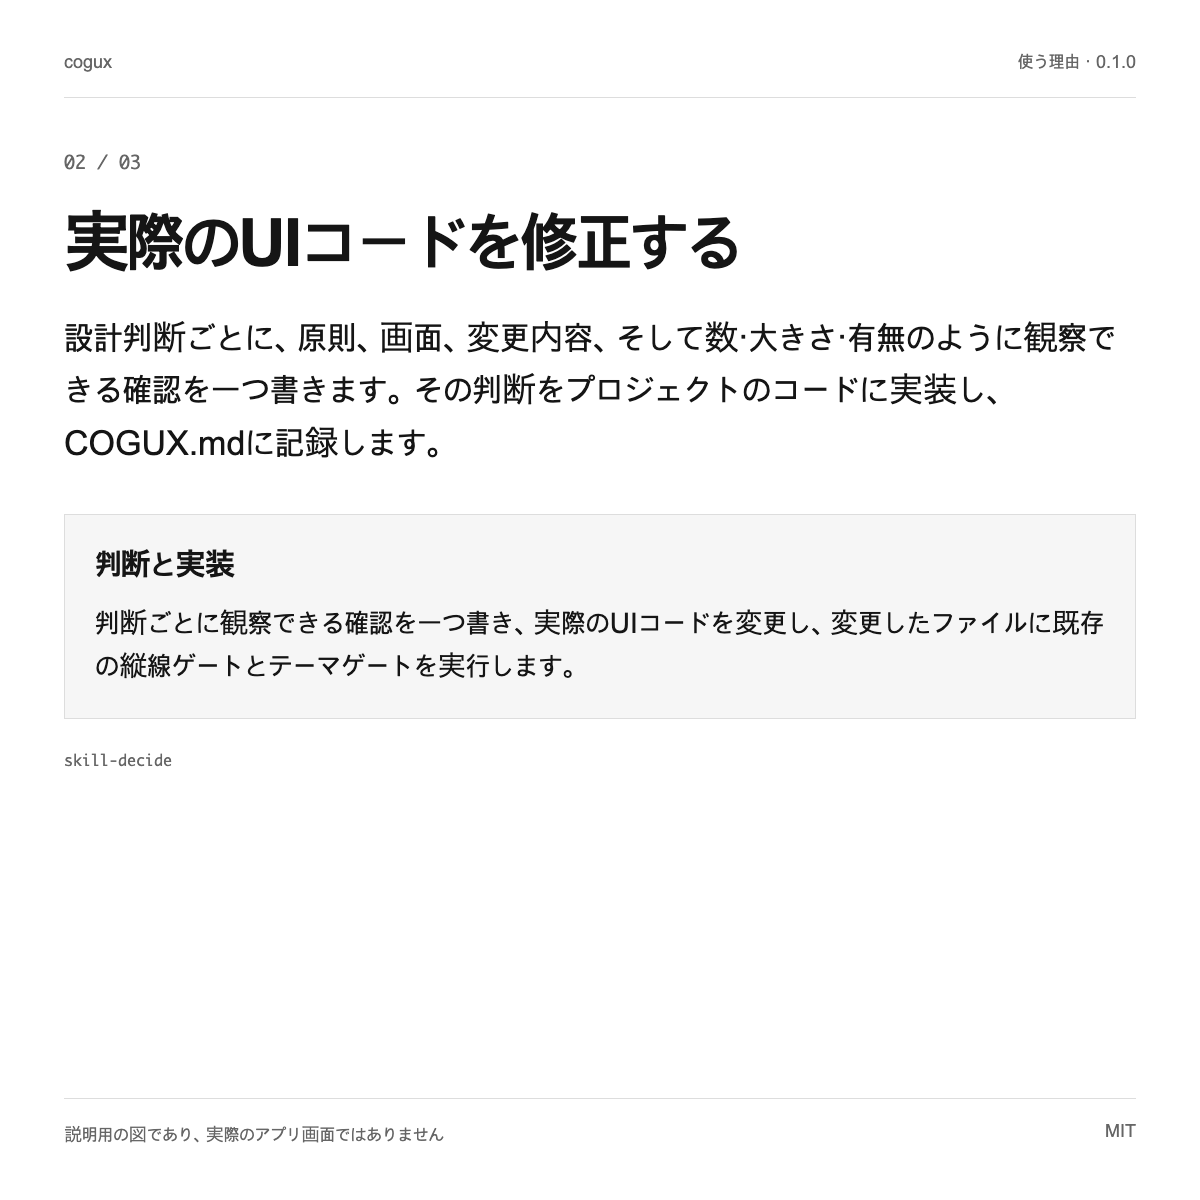 cogux
使う理由 · 0.1.0
02 / 03
実際のUIコードを修正する
設計判断ごとに、原則、画面、変更内容、そして数·大きさ·有無のように観察で
きる確認を一つ書きます。その判断をプロジェクトのコードに実装し、
COGUX.mdに記録します。
判断と実装
判断ごとに観察できる確認を一つ書き、実際のUIコードを変更し、変更したファイルに既存
の縦線ゲートとテーマゲートを実行します。
skill-decide
説明用の図であり、実際のアプリ画面ではありません
MIT